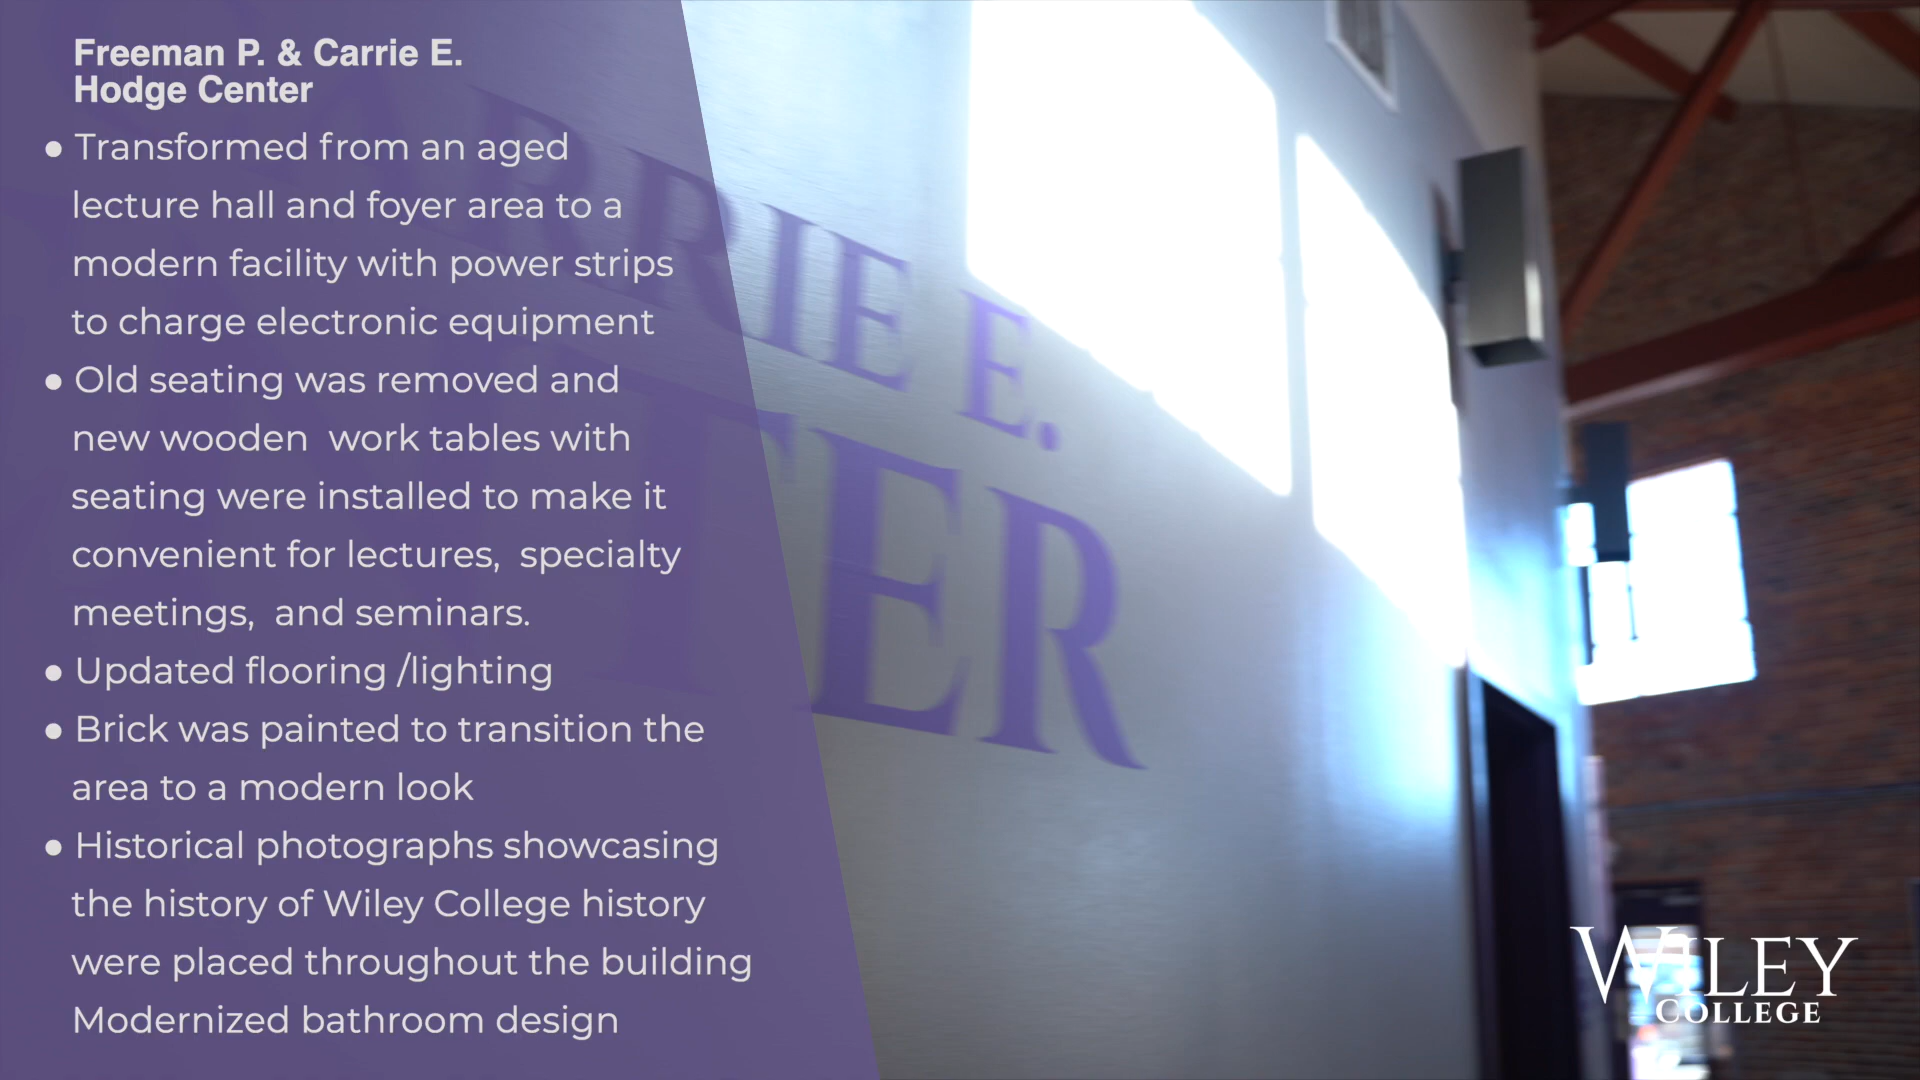 Freeman P. & Carrie E.
Hodge Center
● Transformed from an aged
lecture hall and foyer area to a
modern facility with power strips
to charge electronic equipment
● Old seating was removed and
new wooden  work tables with
seating were installed to make it
convenient for lectures,  specialty
meetings,  and seminars.
● Updated flooring /lighting
● Brick was painted to transition the
area to a modern look
● Historical photographs showcasing
the history of Wiley College history
were placed throughout the building
Modernized bathroom design
ARRIE E.
TER
WILEY
COLLEGE